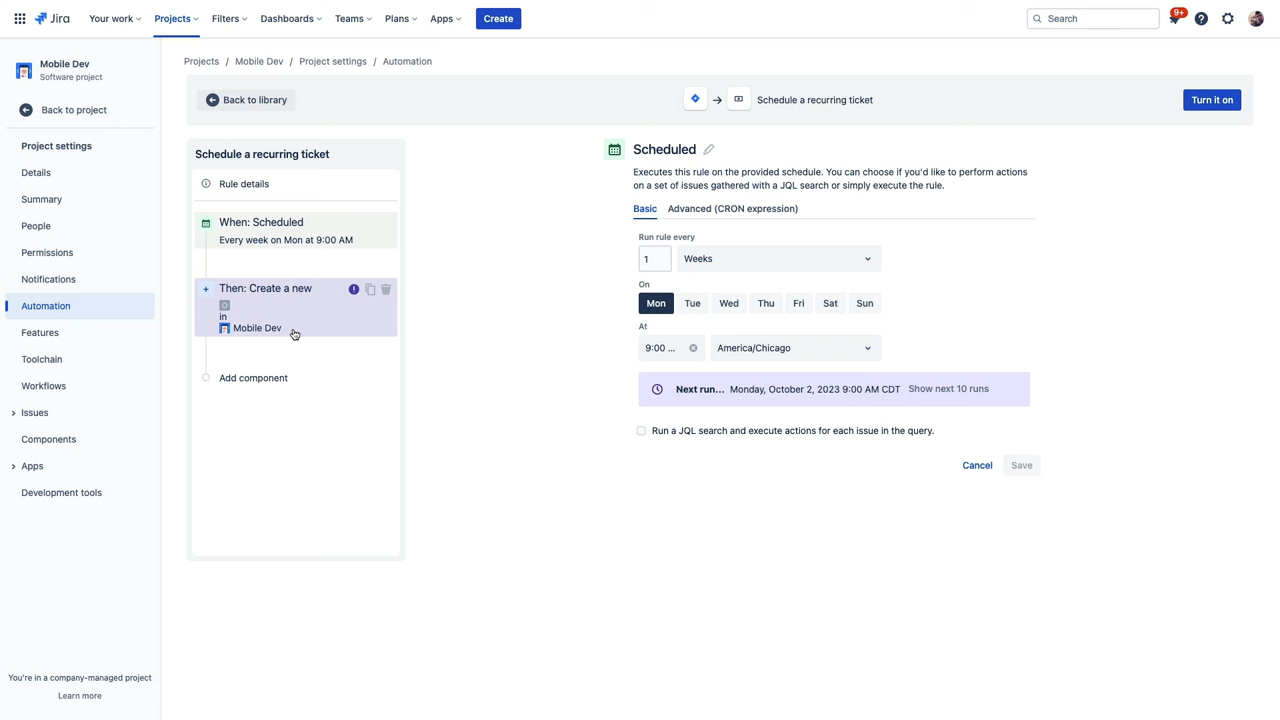 Jira
Your work
Projects
Filters
Dashboards
Teams
Plans
Apps
Create
Search
9+
Mobile Dev
Software project
Back to project
Project settings
Details
Summary
People
Permissions
Notifications
Automation
Features
Toolchain
Workflows
Issues
Components
Apps
Development tools
You're in a company-managed project
Learn more
Projects / Mobile Dev / Project settings / Automation
Back to library
Schedule a recurring ticket
Turn it on
Schedule a recurring ticket
Rule details
When: Scheduled
Every week on Mon at 9:00 AM
Then: Create a new
in
Mobile Dev
Add component
Scheduled
Executes this rule on the provided schedule. You can choose if you'd like to perform actions
on a set of issues gathered with a JQL search or simply execute the rule.
Basic Advanced (CRON expression)
Run rule every
1 Weeks
On
Mon Tue Wed Thu Fri Sat Sun
At
9:00 ... America/Chicago
Next run... Monday, October 2, 2023 9:00 AM CDT Show next 10 runs
Run a JQL search and execute actions for each issue in the query.
Cancel Save